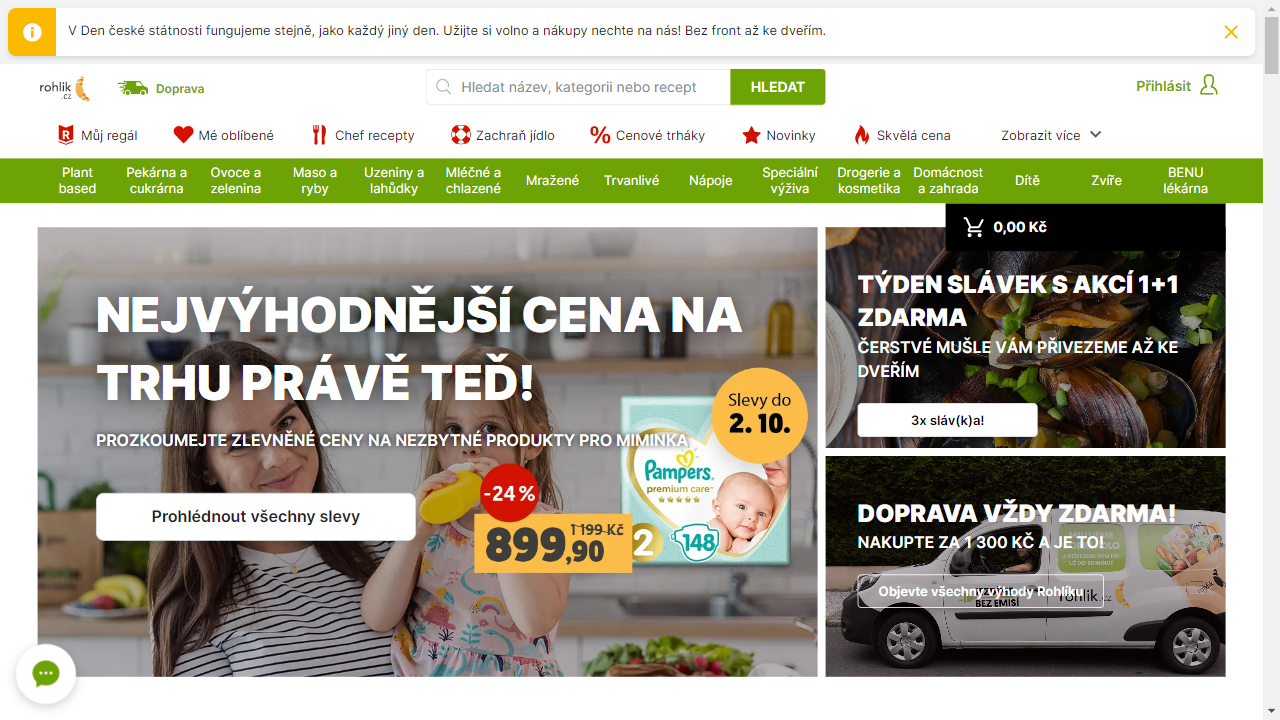 V Den české státnosti fungujeme stejně, jako každý jiný den. Užijte si volno a nákupy nechte na nás! Bez front až ke dveřím.
rohlik
.cz
Doprava
Hledat název, kategorii nebo recept
HLEDAT
Přihlásit
Můj regál
Mé oblíbené
Chef recepty
Zachraň jídlo
Cenové trháky
Novinky
Skvělá cena
Zobrazit více
Plant
based
Pekárna a
cukrárna
Ovoce a
zelenina
Maso a
ryby
Uzeniny a
lahůdky
Mléčné a
chlazené
Mražené
Trvanlivé
Nápoje
Speciální
výživa
Drogerie a
kosmetika
Domácnost
a zahrada
Dítě
Zvíře
BENU
lékárna
0,00 Kč
NEJVÝHODNĚJŠÍ CENA NA
TRHU PRÁVĚ TEĎ!
PROZKOUMEJTE ZLEVNĚNÉ CENY NA NEZBYTNÉ PRODUKTY PRO MIMINKA
Prohlédnout všechny slevy
Slevy do
2. 10.
Pampers
premium care
2
148
-24 %
1 199 Kč
899,90
TÝDEN SLÁVEK S AKCÍ 1+1
ZDARMA
ČERSTVÉ MUŠLE VÁM PŘIVEZEME AŽ KE
DVEŘÍM
3x sláv(k)a!
DOPRAVA VŽDY ZDARMA!
NAKUPTE ZA 1 300 KČ A JE TO!
Objevte všechny výhody Rohlíku
BEZ EMISÍ
rohlik.cz